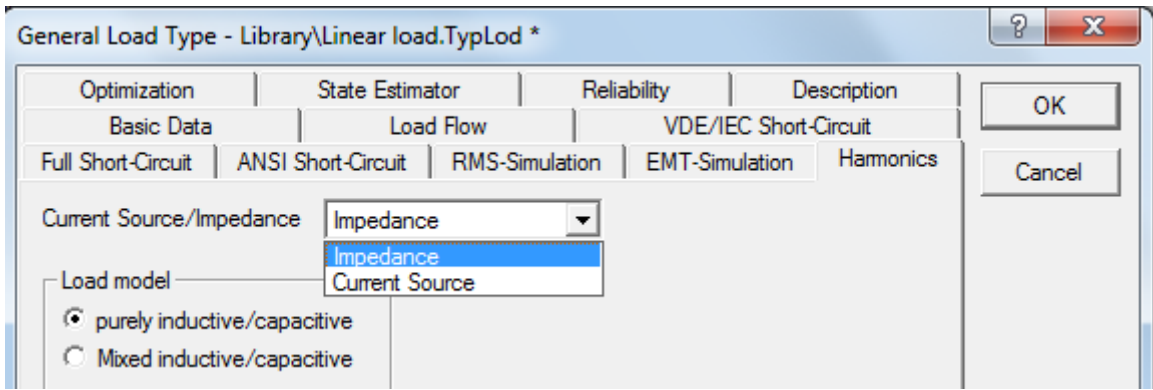 General Load Type - Library\Linear load.TypLod *
Optimization State Estimator Reliability Description
OK
Basic Data Load Flow VDE/IEC Short-Circuit
Full Short-Circuit ANSI Short-Circuit RMS-Simulation EMT-Simulation Harmonics
Cancel
Current Source/Impedance Impedance
Impedance
Current Source
Load model
purely inductive/capacitive
Mixed inductive/capacitive